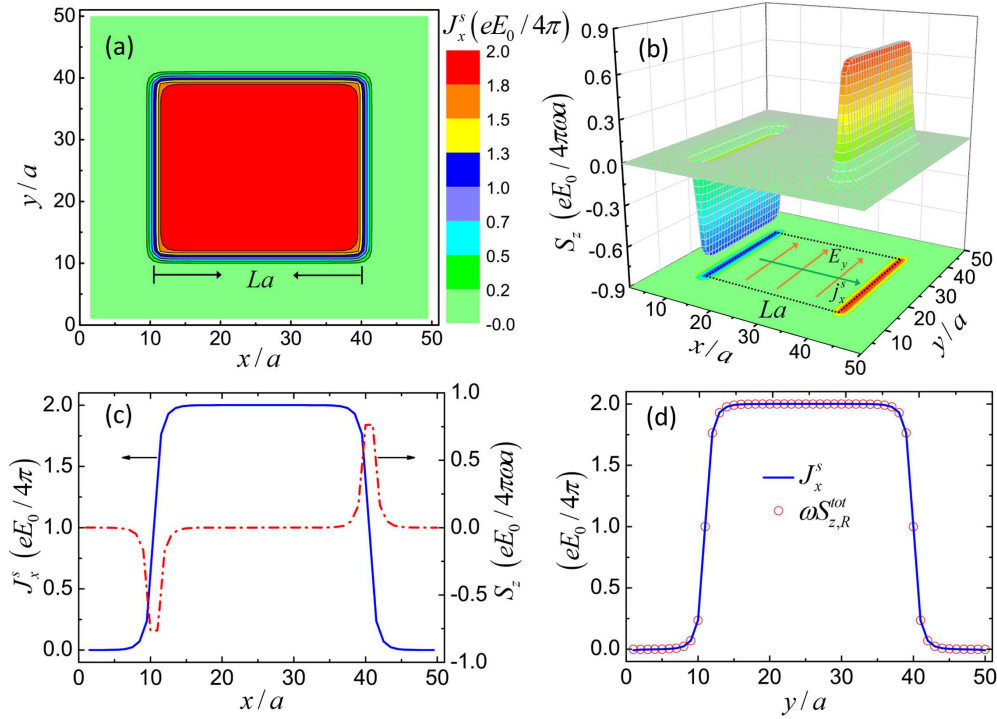 (a)
J_x^s (eE_0 / 4π)
2.0
1.8
1.5
1.3
1.0
0.7
0.5
0.2
-0.0
50
40
30
20
10
0
y / a
La
0 10 20 30 40 50
x / a
(b)
0.9
0.6
0.3
0.0
-0.3
-0.6
-0.9
S_z (eE_0 / 4πωa)
E_y
j_x^s
La
10 20 30 40 50
x / a
10 20 30 40 50
y / a
(c)
2.0
1.5
1.0
0.5
0.0
J_x^s (eE_0 / 4π)
1.0
0.5
0.0
-0.5
-1.0
S_z (eE_0 / 4πωa)
0 10 20 30 40 50
x / a
(d)
2.0
1.5
1.0
0.5
0.0
(eE_0 / 4π)
J_x^s
ωS_{z,R}^{tot}
0 10 20 30 40 50
y / a